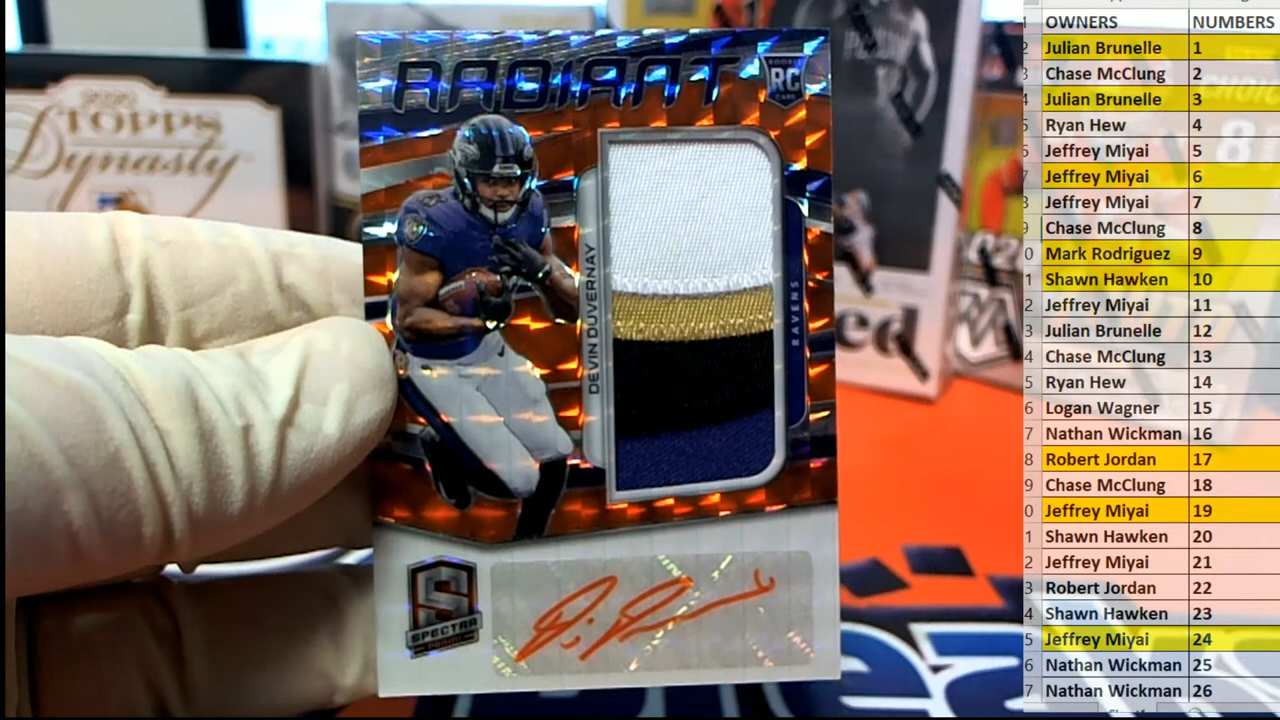 2020
TOPPS
Dynasty
RADIANT
ROOKIE
RC
CARD
DEVIN DUVERNAY
RAVENS
S
SPECTRA
OWNERS NUMBERS
Julian Brunelle 1
Chase McClung 2
Julian Brunelle 3
Ryan Hew 4
Jeffrey Miyai 5
Jeffrey Miyai 6
Jeffrey Miyai 7
Chase McClung 8
Mark Rodriguez 9
Shawn Hawken 10
Jeffrey Miyai 11
Julian Brunelle 12
Chase McClung 13
Ryan Hew 14
Logan Wagner 15
Nathan Wickman 16
Robert Jordan 17
Chase McClung 18
Jeffrey Miyai 19
Shawn Hawken 20
Jeffrey Miyai 21
Robert Jordan 22
Shawn Hawken 23
Jeffrey Miyai 24
Nathan Wickman 25
Nathan Wickman 26